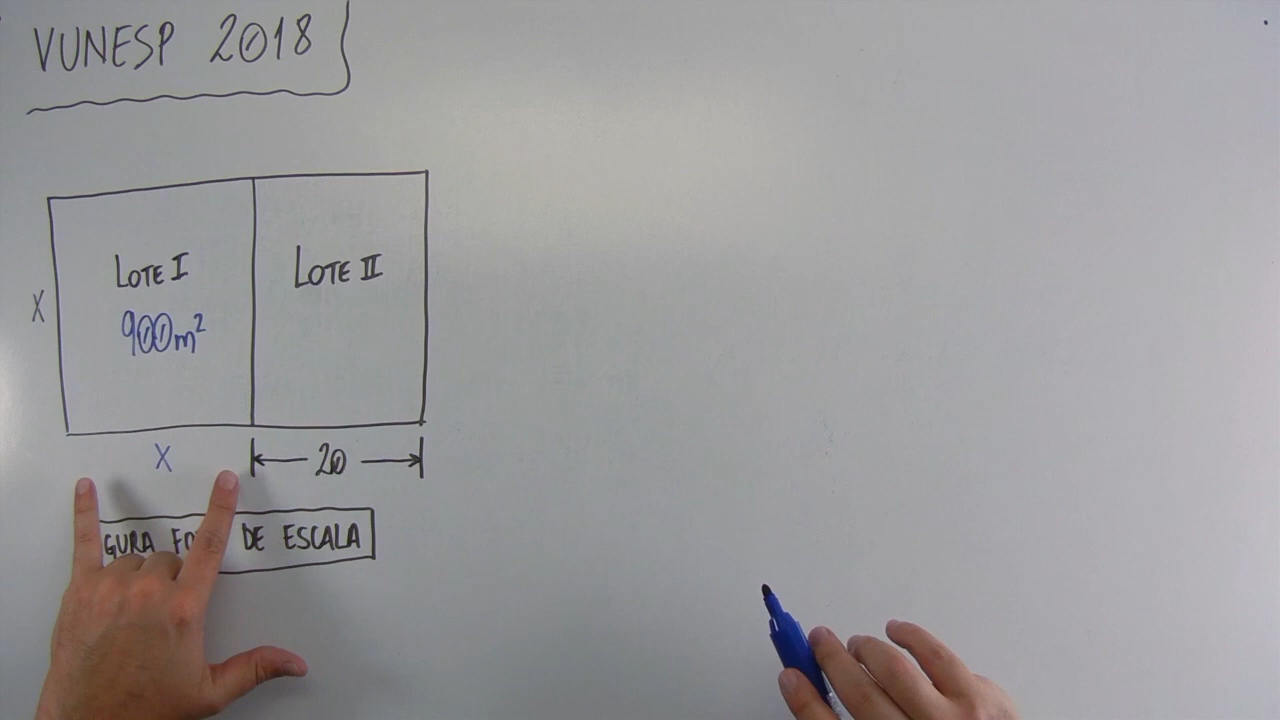 VUNESP 2018
LOTE I
LOTE II
900m²
X
X
20
DE ESCALA